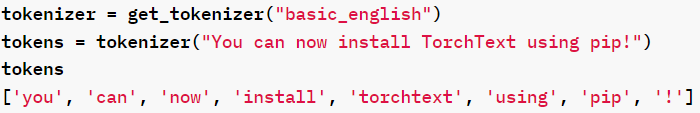 tokenizer = get_tokenizer("basic_english")
tokens = tokenizer("You can now install TorchText using pip!")
tokens
['you', 'can', 'now', 'install', 'torchtext', 'using', 'pip', '!']